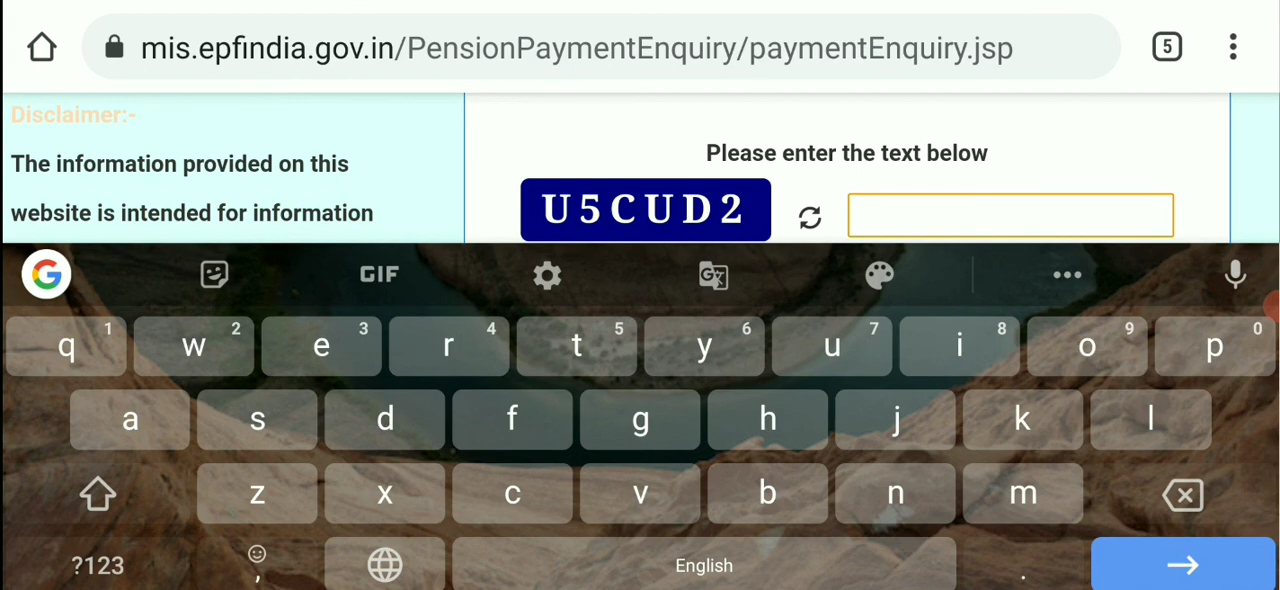 mis.epfindia.gov.in/PensionPaymentEnquiry/paymentEnquiry.jsp
5
Disclaimer:-
The information provided on this
website is intended for information
Please enter the text below
U5CUD2
G GIF G
q 1 w 2 e 3 r 4 t 5 y 6 u 7 i 8 o 9 p 0
a s d f g h j k l
z x c v b n m
?123 , English .